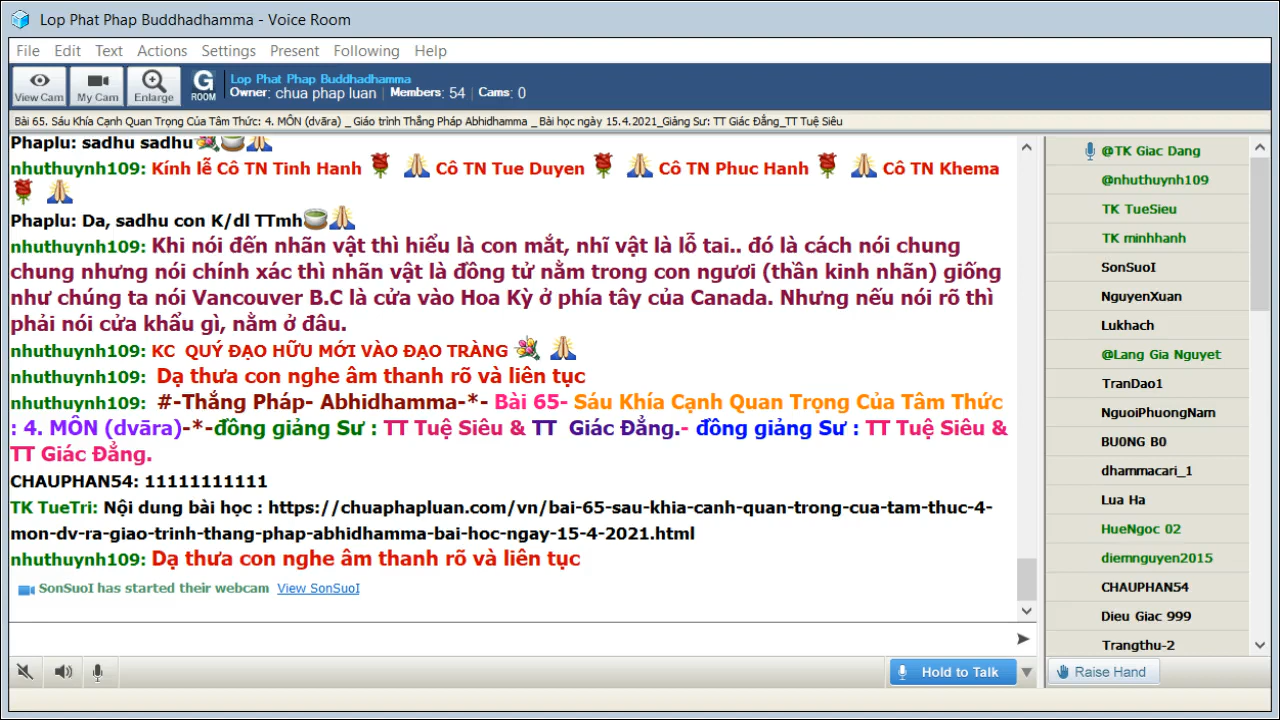 Lop Phat Phap Buddhadhamma - Voice Room
File Edit Text Actions Settings Present Following Help
View Cam My Cam Enlarge G ROOM
Lop Phat Phap Buddhadhamma
Owner: chua phap luan | Members: 54 | Cams: 0
Bài 65. Sáu Khía Cạnh Quan Trọng Của Tâm Thức: 4. MÔN (dvāra) _ Giáo trình Thắng Pháp Abhidhamma _ Bài học ngày 15.4.2021_Giảng Sư: TT Giác Đẳng_TT Tuệ Siêu
Phaplu: sadhu sadhu
nhuthuynh109: Kính lễ Cô TN Tinh Hanh Cô TN Tue Duyen Cô TN Phuc Hanh Cô TN Khema
Phaplu: Da, sadhu con K/dl TTmh
nhuthuynh109: Khi nói đến nhãn vật thì hiểu là con mắt, nhĩ vật là lỗ tai.. đó là cách nói chung
chung nhưng nói chính xác thì nhãn vật là đồng tử nằm trong con ngươi (thần kinh nhãn) giống
như chúng ta nói Vancouver B.C là cửa vào Hoa Kỳ ở phía tây của Canada. Nhưng nếu nói rõ thì
phải nói cửa khẩu gì, nằm ở đâu.
nhuthuynh109: KC QUÝ ĐẠO HỮU MỚI VÀO ĐẠO TRÀNG
nhuthuynh109: Dạ thưa con nghe âm thanh rõ và liên tục
nhuthuynh109: #-Thắng Pháp- Abhidhamma-*- Bài 65- Sáu Khía Cạnh Quan Trọng Của Tâm Thức
: 4. MÔN (dvāra)-*-đồng giảng Sư : TT Tuệ Siêu & TT Giác Đẳng.- đồng giảng Sư : TT Tuệ Siêu &
TT Giác Đẳng.
CHAUPHAN54: 11111111111
TK TueTri: Nội dung bài học : https://chuaphapluan.com/vn/bai-65-sau-khia-canh-quan-trong-cua-tam-thuc-4-
mon-dv-ra-giao-trinh-thang-phap-abhidhamma-bai-hoc-ngay-15-4-2021.html
nhuthuynh109: Dạ thưa con nghe âm thanh rõ và liên tục
SonSuoI has started their webcam View SonSuoI
Hold to Talk
@TK Giac Dang
@nhuthuynh109
TK TueSieu
TK minhhanh
SonSuoI
NguyenXuan
Lukhach
@Lang Gia Nguyet
TranDao1
NguoiPhuongNam
BU0NG B0
dhammacari_1
Lua Ha
HueNgoc 02
diemnguyen2015
CHAUPHAN54
Dieu Giac 999
Trangthu-2
Raise Hand